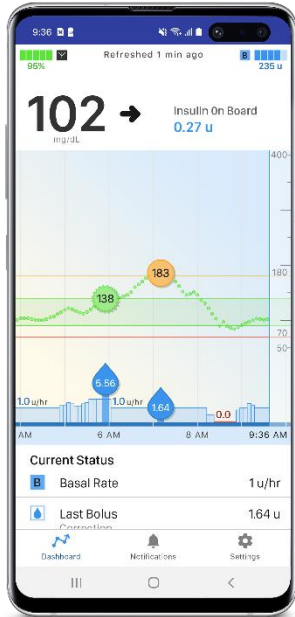 9:36
Refreshed 1 min ago
95%
B
235 u
102
mg/dL
Insulin On Board
0.27 u
400
183
180
138
70
50
5.56
1.0 u/hr
1.0 u/hr
1.64
0.0
AM
6 AM
8 AM
9:36 AM
Current Status
B Basal Rate 1 u/hr
Last Bolus 1.64 u
Correction
Dashboard Notifications Settings